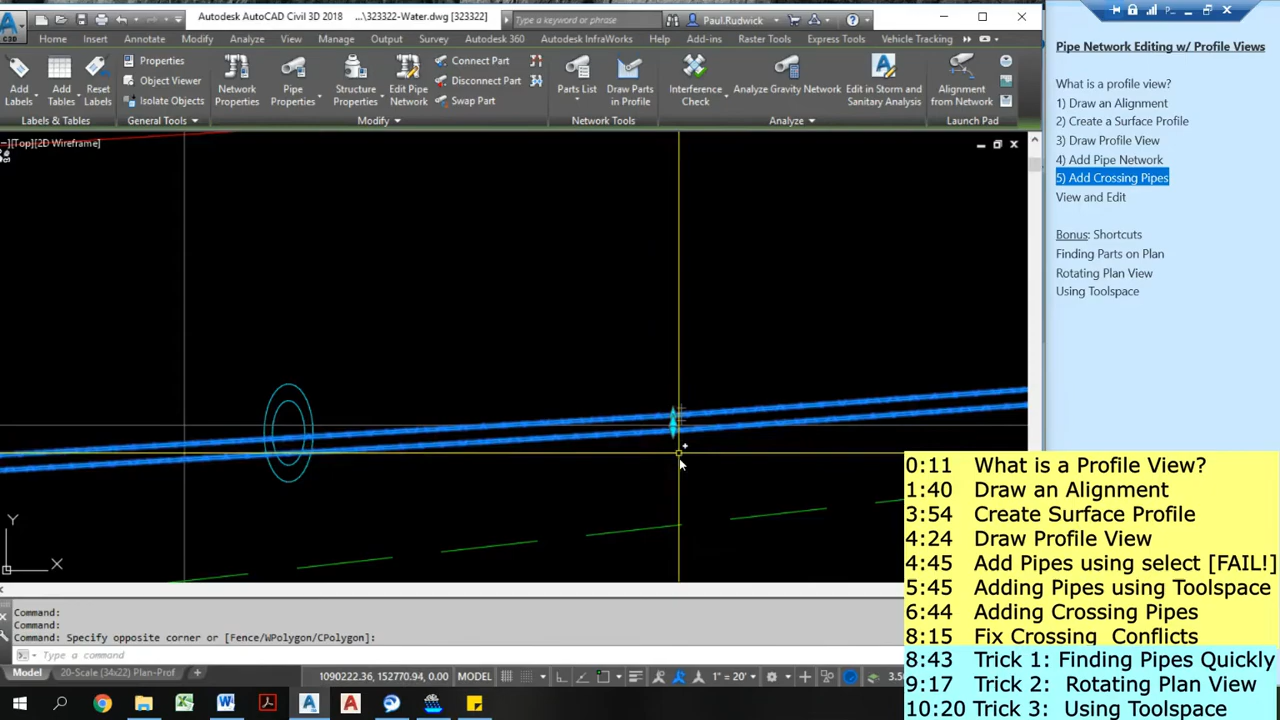 Autodesk AutoCAD Civil 3D 2018 ...\323322-Water.dwg [323322]
Type a keyword or phrase
Paul.Rudwick
C3D
Home Insert Annotate Modify Analyze View Manage Output Survey Autodesk 360 Autodesk InfraWorks Help Add-ins Raster Tools Express Tools Vehicle Tracking
Add Labels
Add Tables
Reset Labels
Properties
Object Viewer
Isolate Objects
Network Properties
Pipe Properties
Structure Properties
Edit Pipe Network
Connect Part
Disconnect Part
Swap Part
Parts List
Draw Parts in Profile
Interference Check
Analyze Gravity Network
Edit in Storm and Sanitary Analysis
Alignment from Network
Labels & Tables General Tools Modify Network Tools Analyze Launch Pad
−][Top][2D Wireframe]
Y
X
Command:
Command:
Command: Specify opposite corner or [Fence/WPolygon/CPolygon]:
Type a command
Model 20-Scale (34x22) Plan-Prof +
1090222.36, 152770.94, 0.00 MODEL
1" = 20'
3.5
Pipe Network Editing w/ Profile Views
What is a profile view?
1) Draw an Alignment
2) Create a Surface Profile
3) Draw Profile View
4) Add Pipe Network
5) Add Crossing Pipes
View and Edit
Bonus: Shortcuts
Finding Parts on Plan
Rotating Plan View
Using Toolspace
0:11 What is a Profile View?
1:40 Draw an Alignment
3:54 Create Surface Profile
4:24 Draw Profile View
4:45 Add Pipes using select [FAIL!]
5:45 Adding Pipes using Toolspace
6:44 Adding Crossing Pipes
8:15 Fix Crossing Conflicts
8:43 Trick 1: Finding Pipes Quickly
9:17 Trick 2: Rotating Plan View
10:20 Trick 3: Using Toolspace